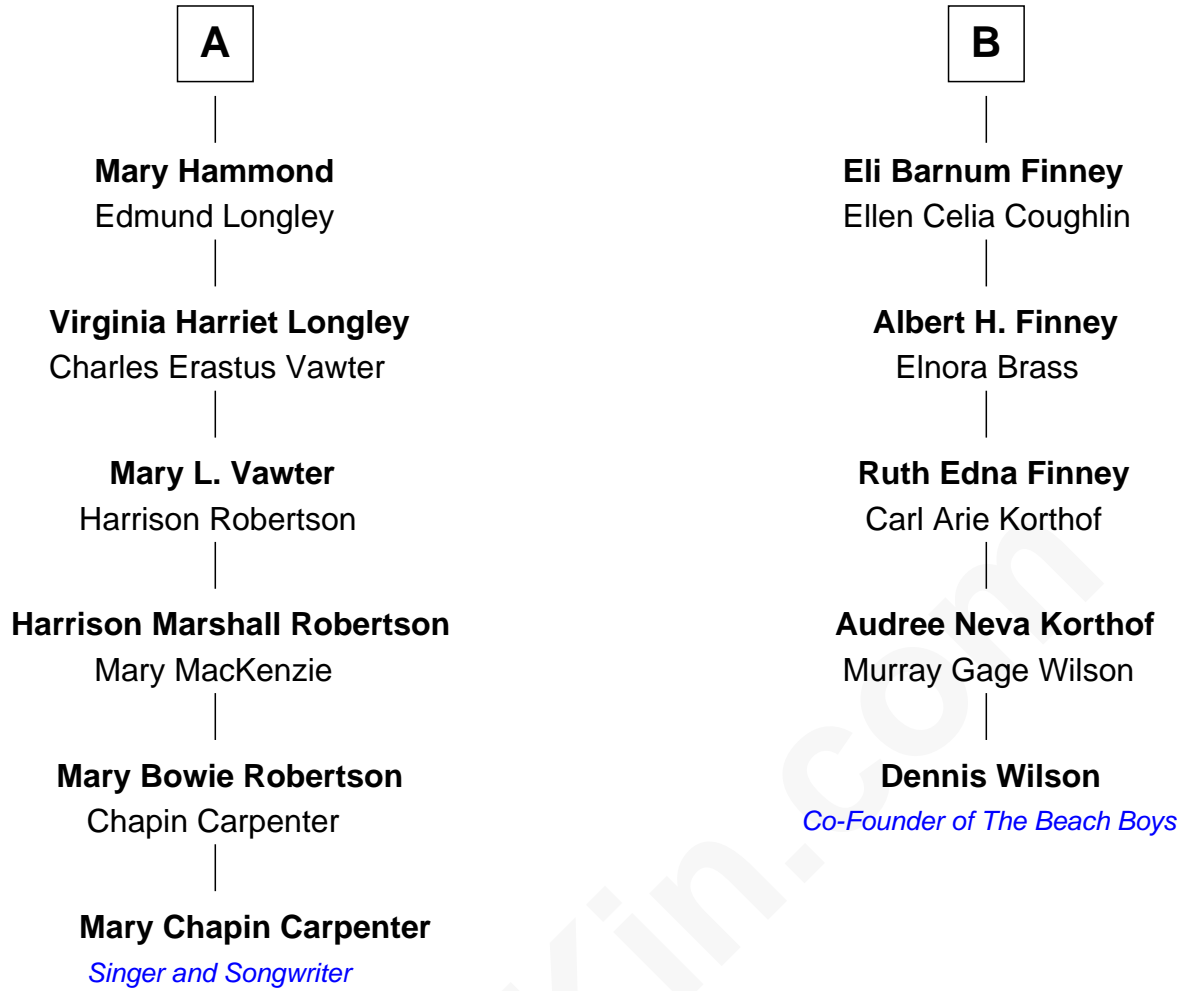 A
Mary Hammond
Edmund Longley
Virginia Harriet Longley
Charles Erastus Vawter
Mary L. Vawter
Harrison Robertson
Harrison Marshall Robertson
Mary MacKenzie
Mary Bowie Robertson
Chapin Carpenter
Mary Chapin Carpenter
Singer and Songwriter
B
Eli Barnum Finney
Ellen Celia Coughlin
Albert H. Finney
Elnora Brass
Ruth Edna Finney
Carl Arie Korthof
Audree Neva Korthof
Murray Gage Wilson
Dennis Wilson
Co-Founder of The Beach Boys
kin.com